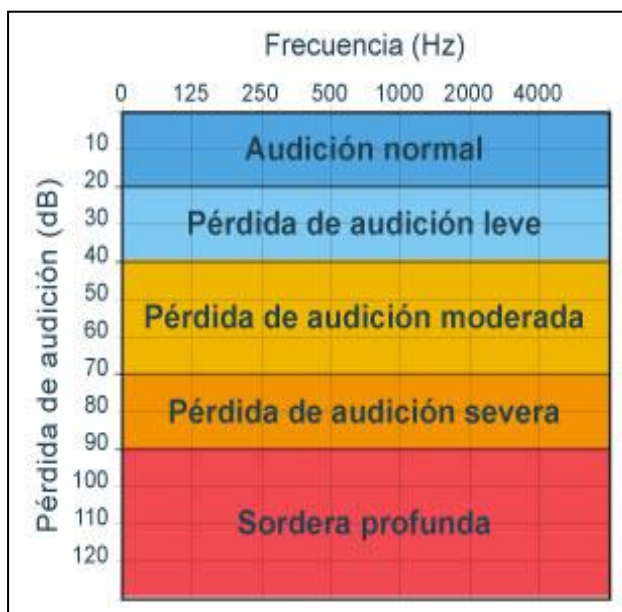 Frecuencia (Hz)
0 125 250 500 1000 2000 4000
Pérdida de audición (dB)
10
Audición normal
20
30
Pérdida de audición leve
40
50
Pérdida de audición moderada
60
70
80
Pérdida de audición severa
90
100
110
Sordera profunda
120